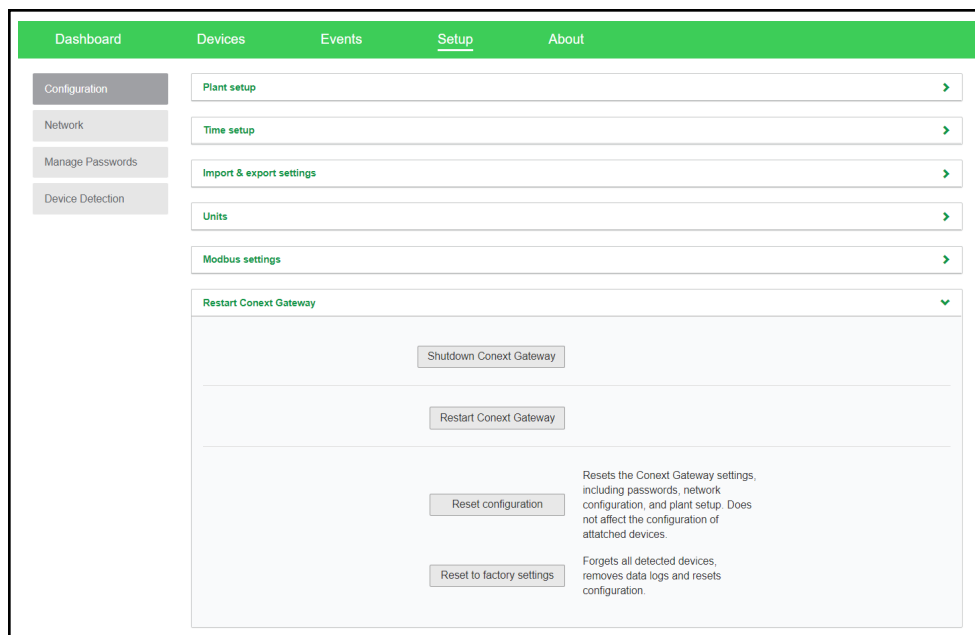 Dashboard Devices Events Setup About
Configuration
Network
Manage Passwords
Device Detection
Plant setup
Time setup
Import & export settings
Units
Modbus settings
Restart Conext Gateway
Shutdown Conext Gateway
Restart Conext Gateway
Reset configuration
Resets the Conext Gateway settings,
including passwords, network
configuration, and plant setup. Does
not affect the configuration of
attatched devices.
Reset to factory settings
Forgets all detected devices,
removes data logs and resets
configuration.